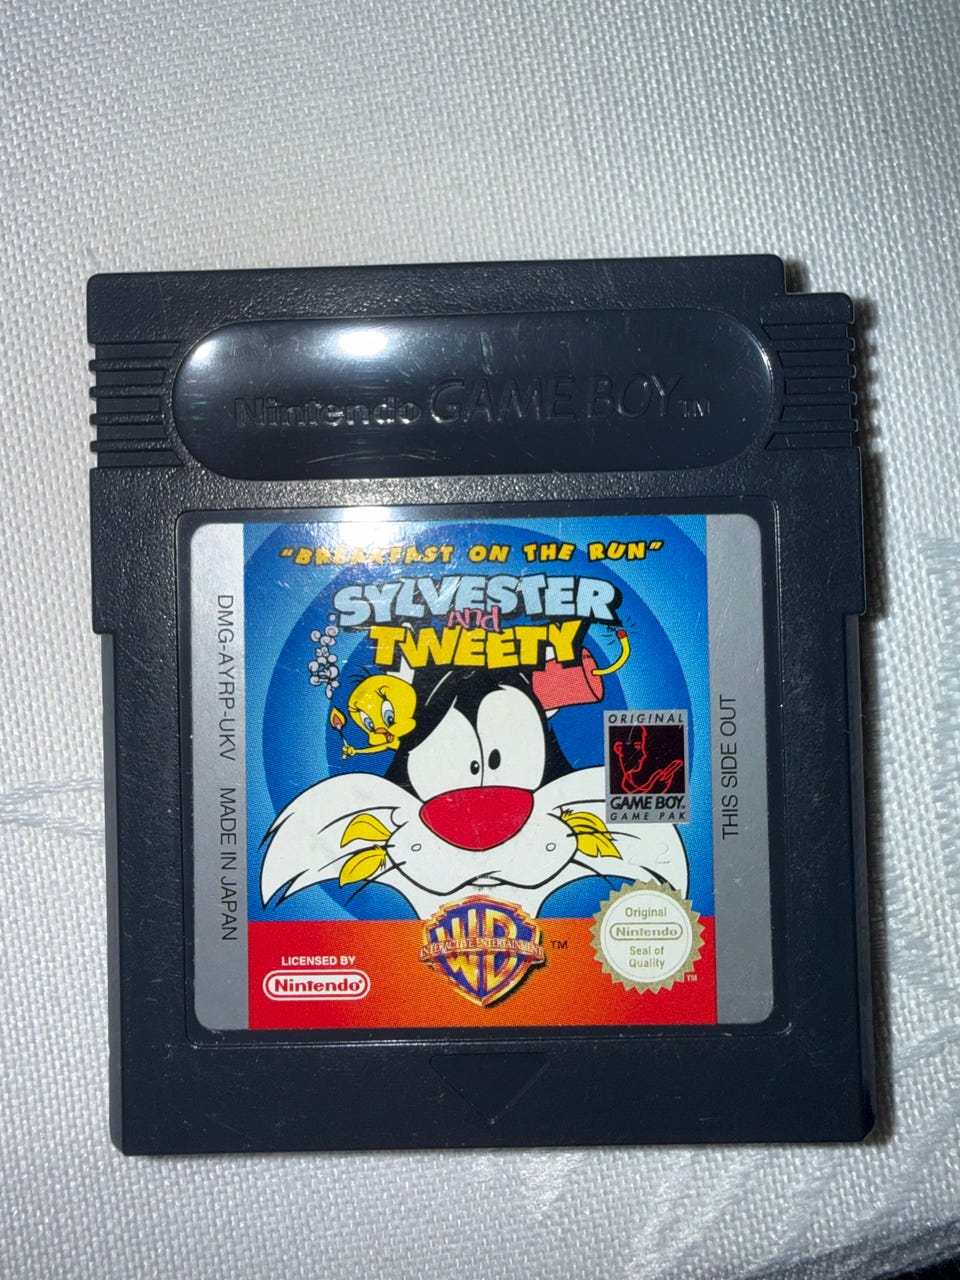 Nintendo GAME BOY TM
"BREAKFAST ON THE RUN"
SYLVESTER
and
TWEETY
DMG-AYRP-UKV MADE IN JAPAN
THIS SIDE OUT
ORIGINAL
GAME BOY
GAME PAK
WB
INTERACTIVE ENTERTAINMENT
TM
LICENSED BY
Nintendo®
Original
Nintendo
Seal of
Quality
TM
22